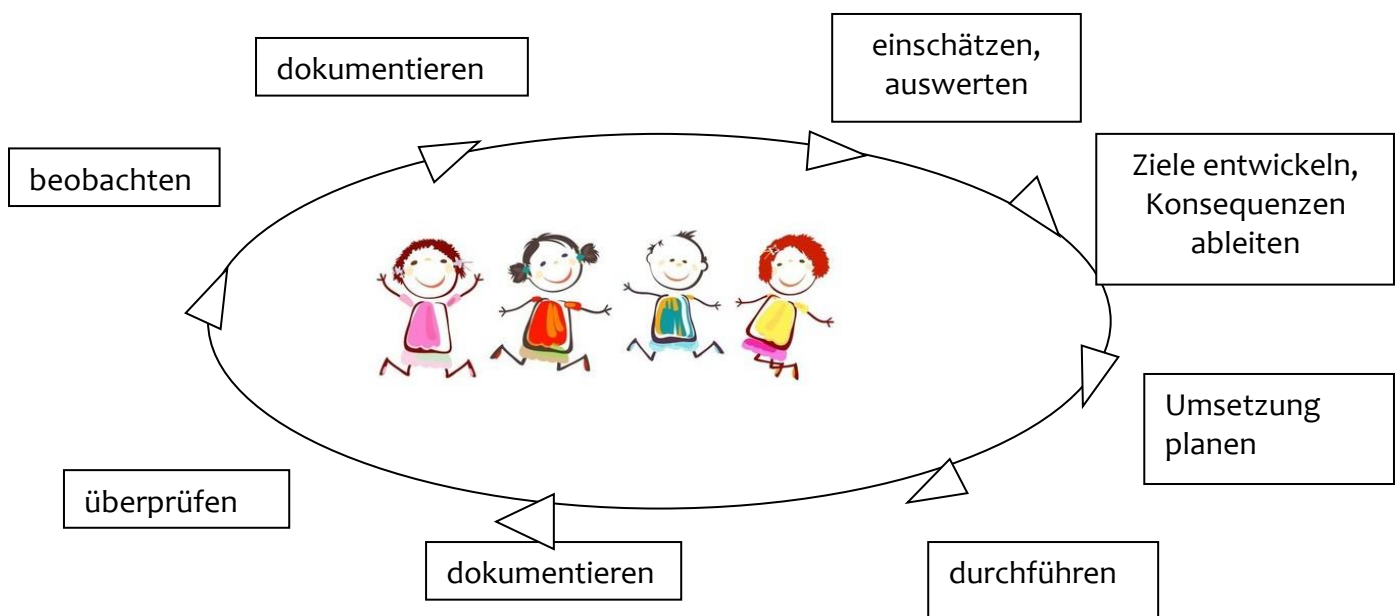 dokumentieren
einschätzen,
auswerten
Ziele entwickeln,
Konsequenzen
ableiten
Umsetzung
planen
durchführen
dokumentieren
überprüfen
beobachten